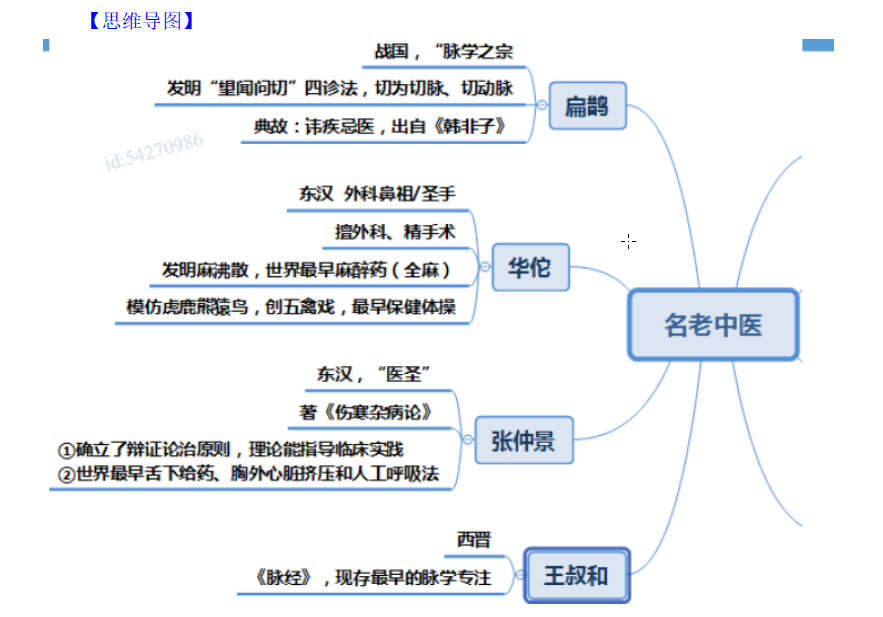 【思维导图】
战国，“脉学之宗
发明“望闻问切”四诊法，切为切脉、切动脉
典故：讳疾忌医，出自《韩非子》
扁鹊
id:54270986
东汉 外科鼻祖/圣手
擅外科、精手术
发明麻沸散，世界最早麻醉药（全麻）
模仿虎鹿熊猿鸟，创五禽戏，最早保健体操
华佗
名老中医
东汉，“医圣”
著《伤寒杂病论》
①确立了辩证论治原则，理论能指导临床实践
②世界最早舌下给药、胸外心脏挤压和人工呼吸法
张仲景
西晋
《脉经》，现存最早的脉学专注
王叔和